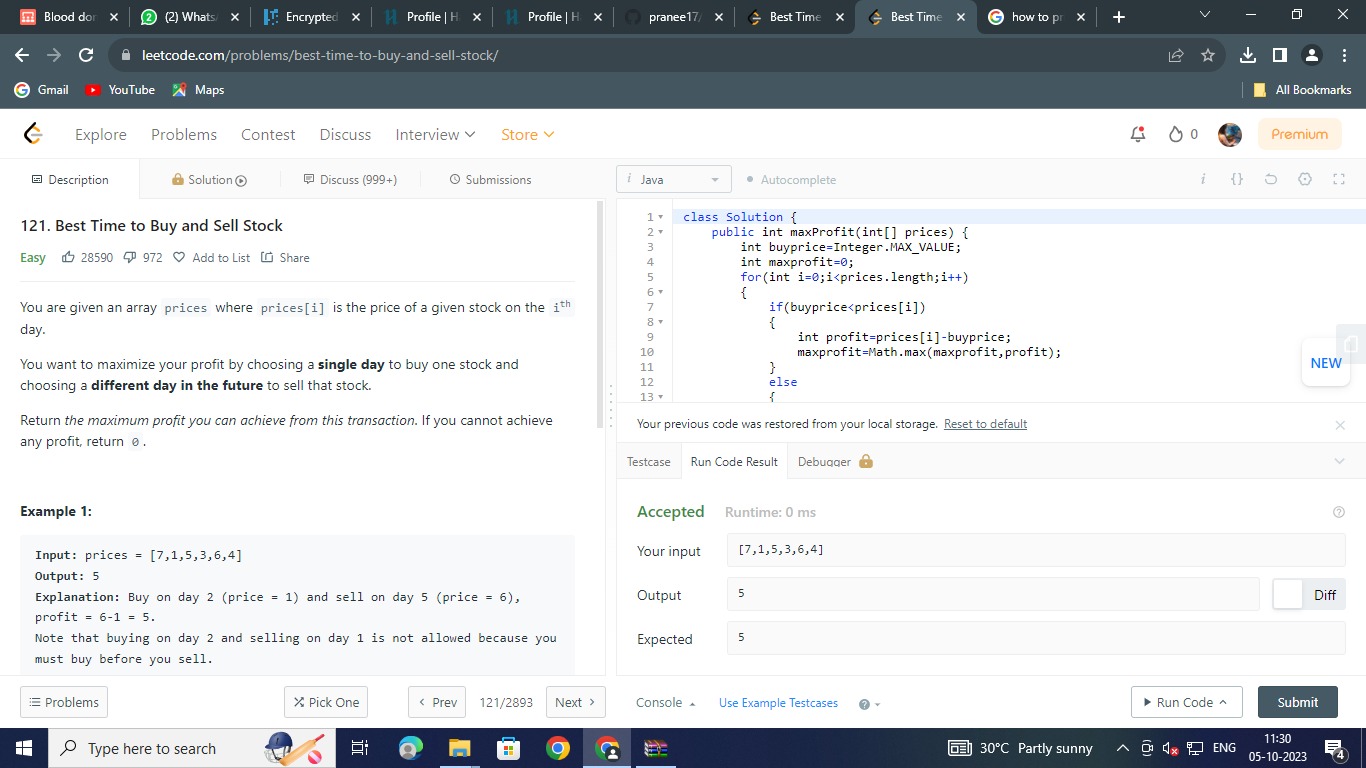 Blood dor
(2) Whats
Encrypted
Profile | H
Profile | H
pranee17/
Best Time
Best Time
how to pr
leetcode.com/problems/best-time-to-buy-and-sell-stock/
Gmail
YouTube
Maps
All Bookmarks
Explore
Problems
Contest
Discuss
Interview
Store
0
Premium
Description
Solution
Discuss (999+)
Submissions
i Java
Autocomplete
121. Best Time to Buy and Sell Stock
Easy
28590
972
Add to List
Share
You are given an array prices where prices[i] is the price of a given stock on the ith
day.
You want to maximize your profit by choosing a single day to buy one stock and
choosing a different day in the future to sell that stock.
Return the maximum profit you can achieve from this transaction. If you cannot achieve
any profit, return 0.
Example 1:
Input: prices = [7,1,5,3,6,4]
Output: 5
Explanation: Buy on day 2 (price = 1) and sell on day 5 (price = 6),
profit = 6-1 = 5.
Note that buying on day 2 and selling on day 1 is not allowed because you
must buy before you sell.
Problems
Pick One
Prev
121/2893
Next
1 class Solution {
2 public int maxProfit(int[] prices) {
3 int buyprice=Integer.MAX_VALUE;
4 int maxprofit=0;
5 for(int i=0;i<prices.length;i++)
6 {
7 if(buyprice<prices[i])
8 {
9 int profit=prices[i]-buyprice;
10 maxprofit=Math.max(maxprofit,profit);
11 }
12 else
13 {
NEW
Your previous code was restored from your local storage. Reset to default
Testcase
Run Code Result
Debugger
Accepted
Runtime: 0 ms
Your input
[7,1,5,3,6,4]
Output
5
Diff
Expected
5
Console
Use Example Testcases
Run Code
Submit
Type here to search
30°C Partly sunny
ENG
11:30
05-10-2023
4